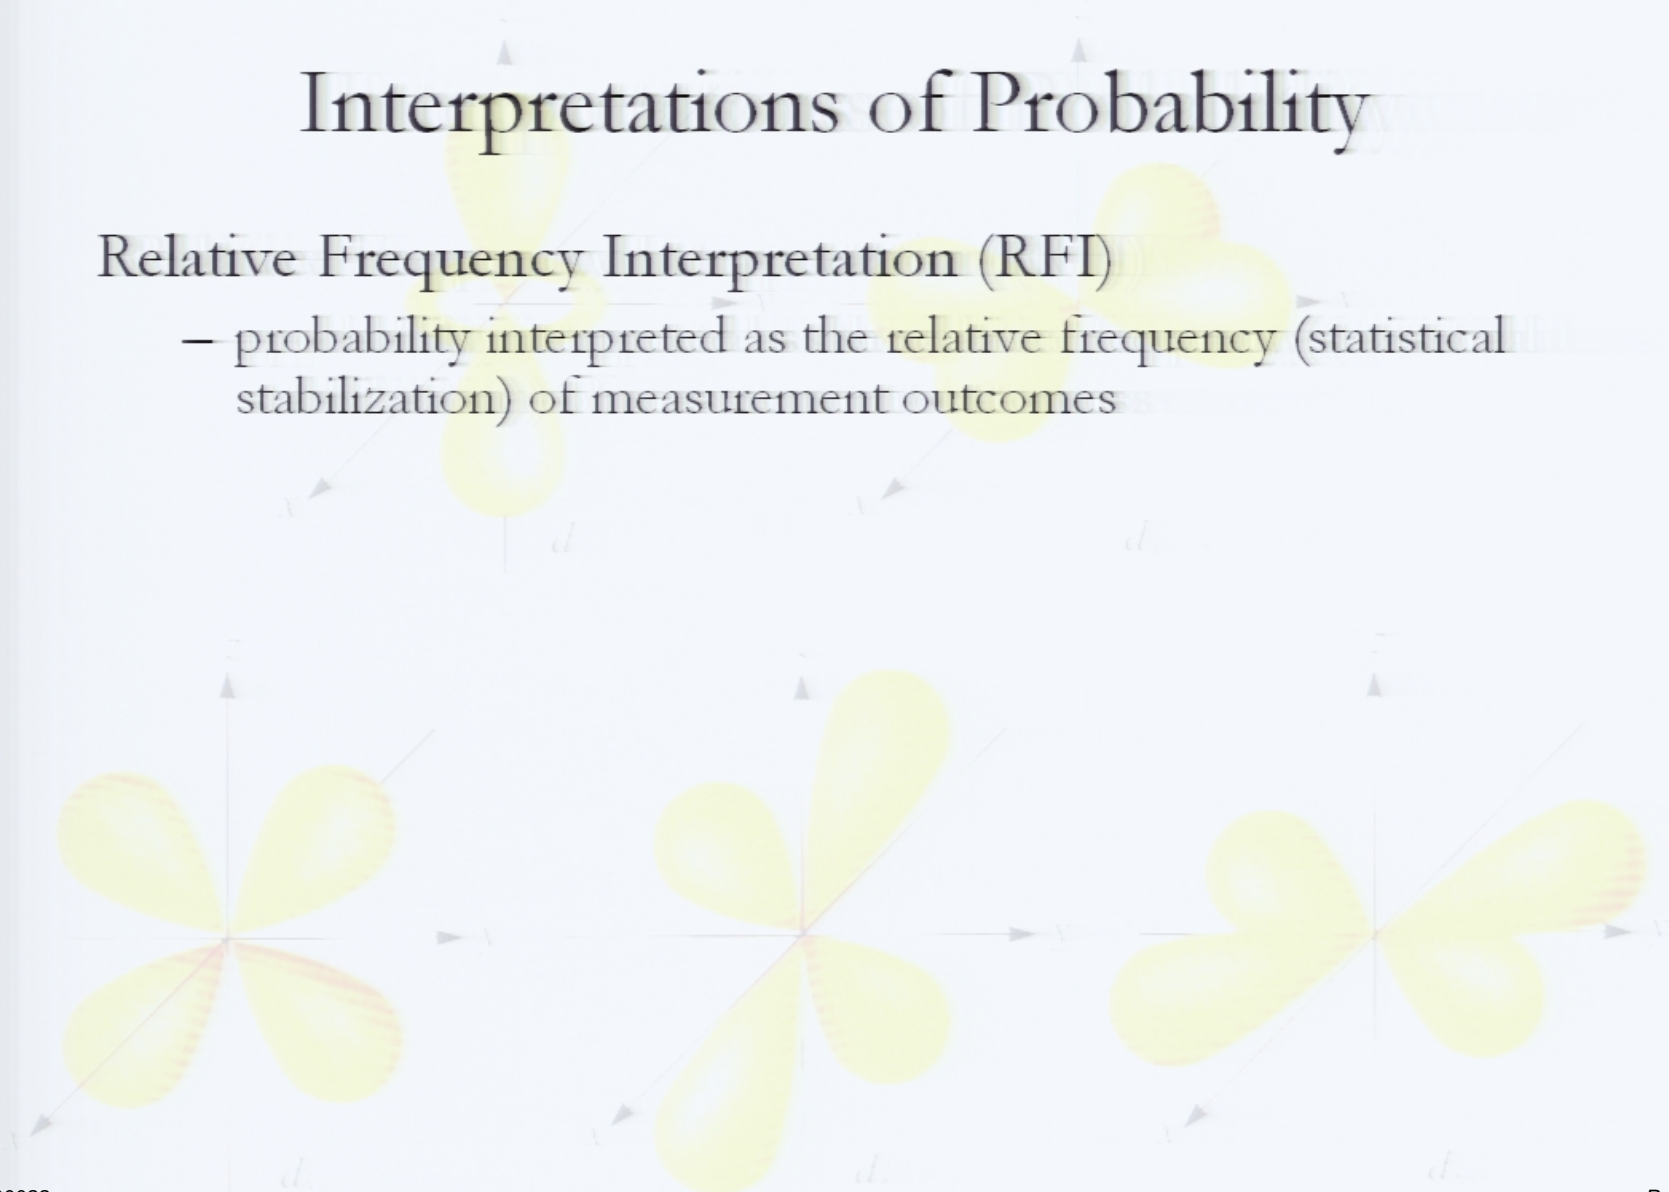 Interpretations of Probability
Relative Frequency Interpretation (RFI)
– probability interpreted as the relative frequency (statistical
stabilization) of measurement outcomes
d
d
d
d
d